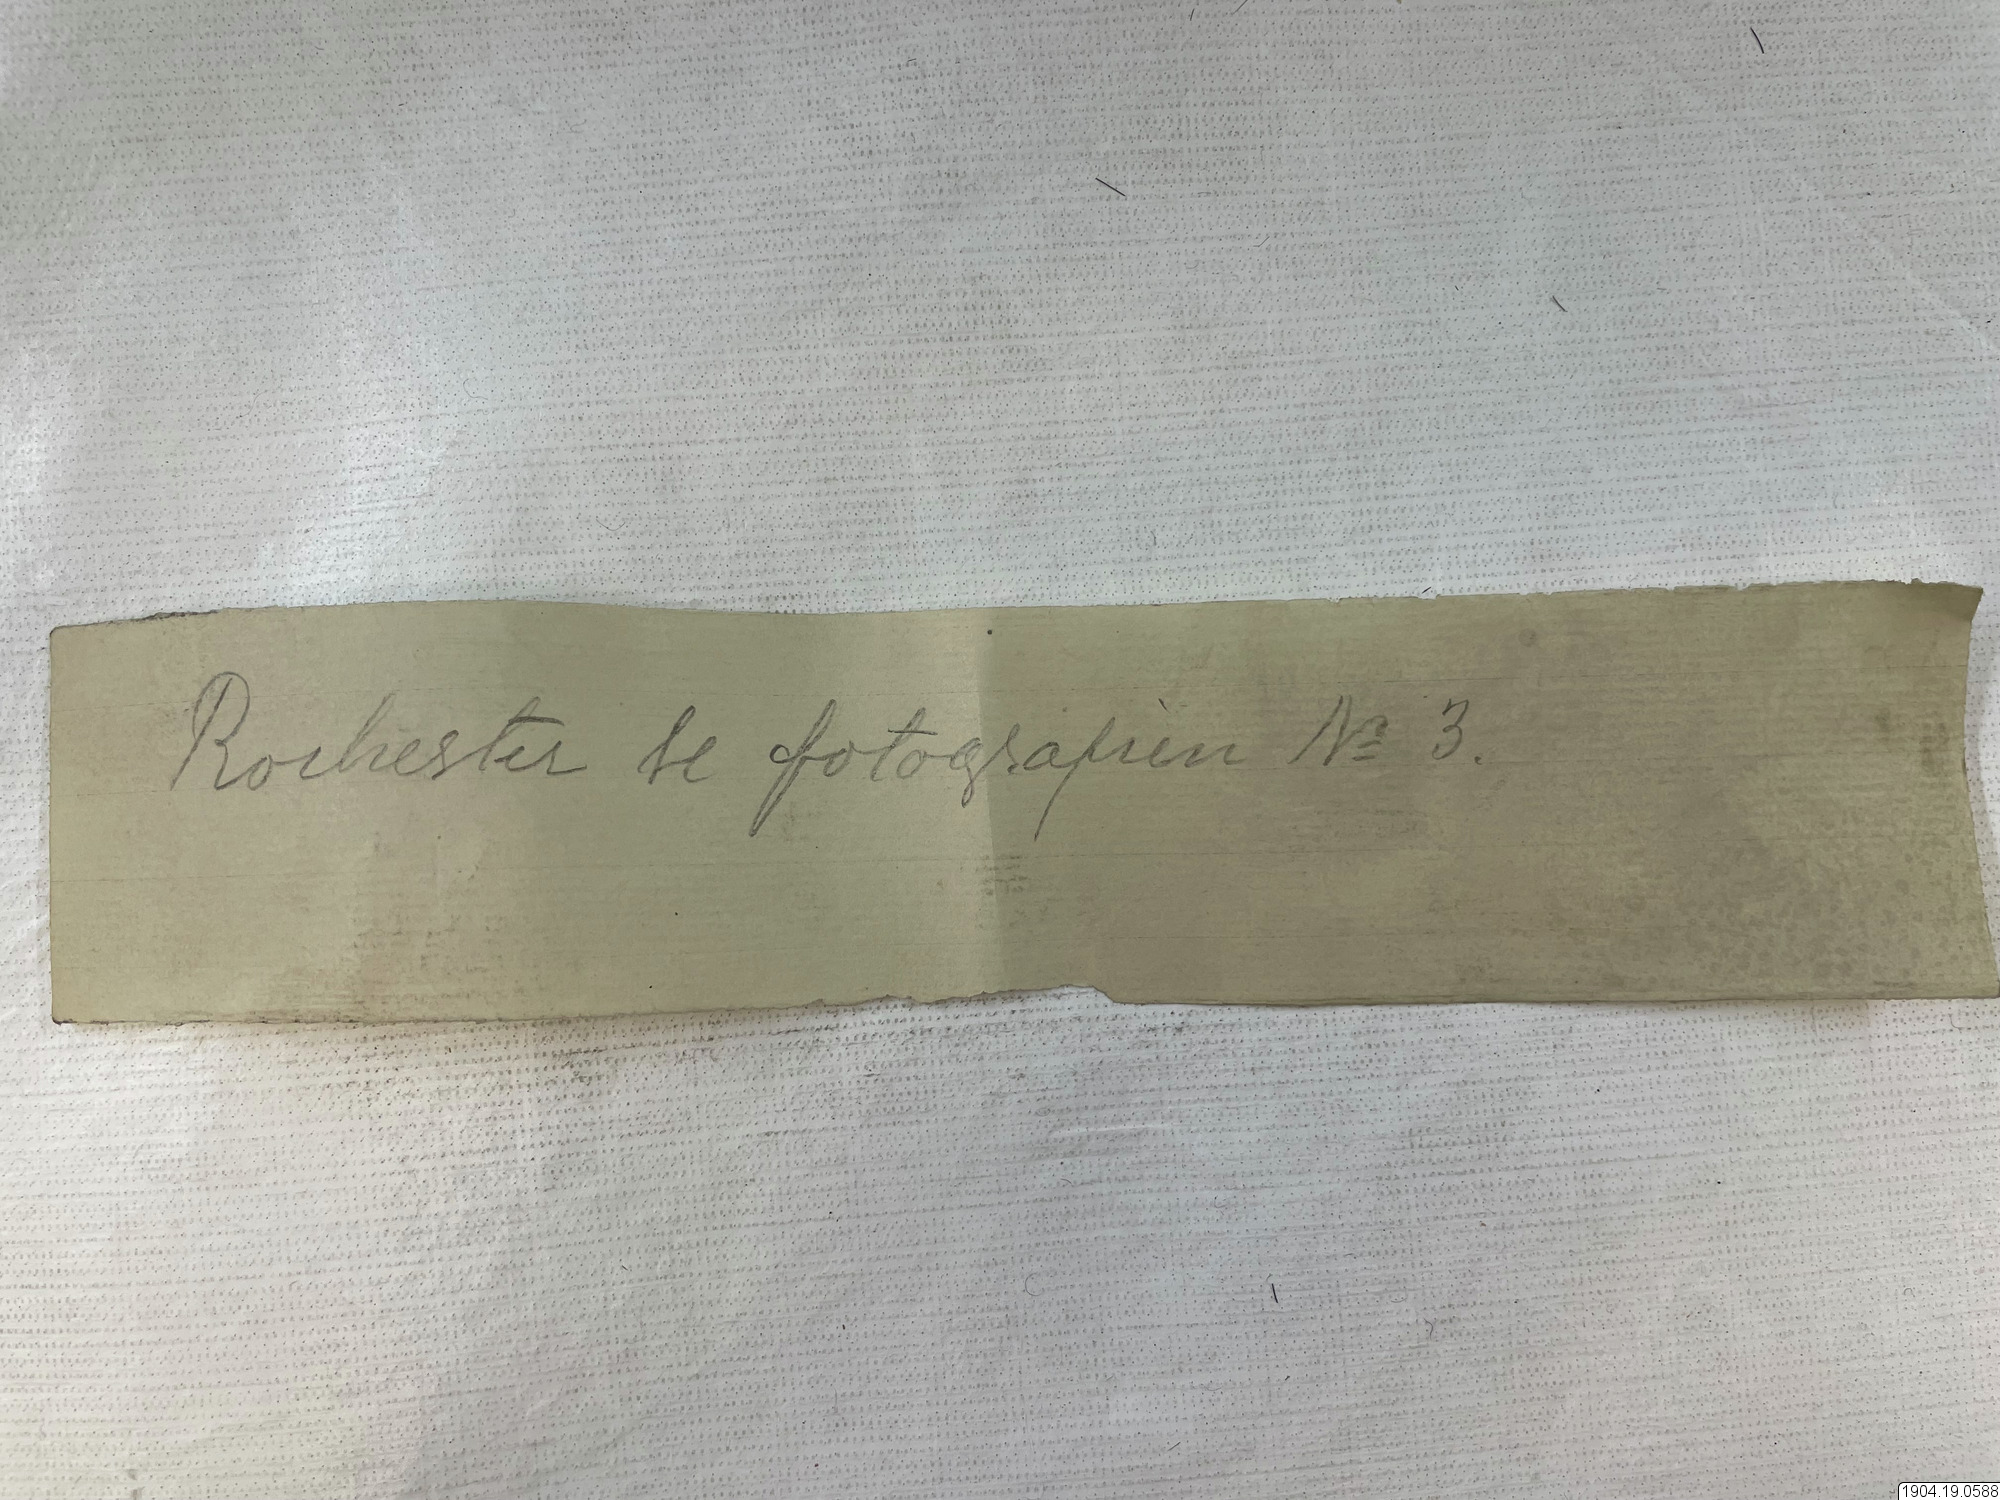 Rochester se fotografien № 3.
1904.19.0588